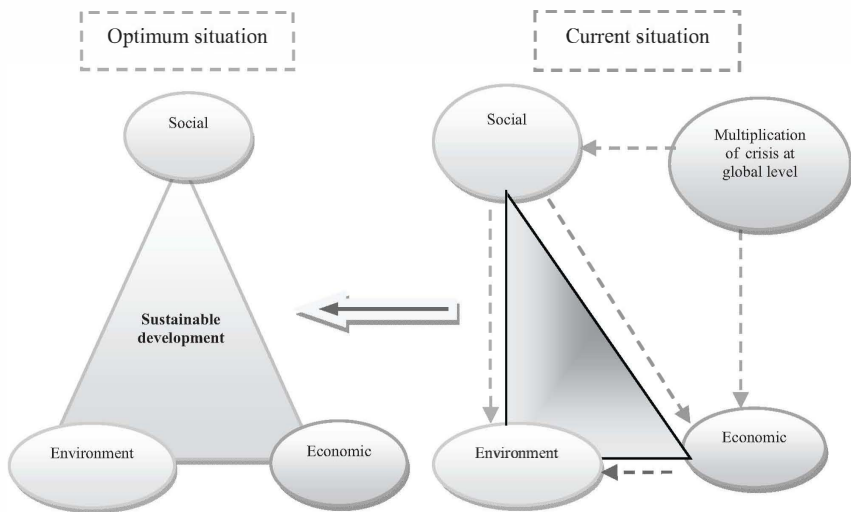 Optimum situation
Current situation
Social
Social
Multiplication
of crisis at
global level
Sustainable
development
Environment
Economic
Environment
Economic